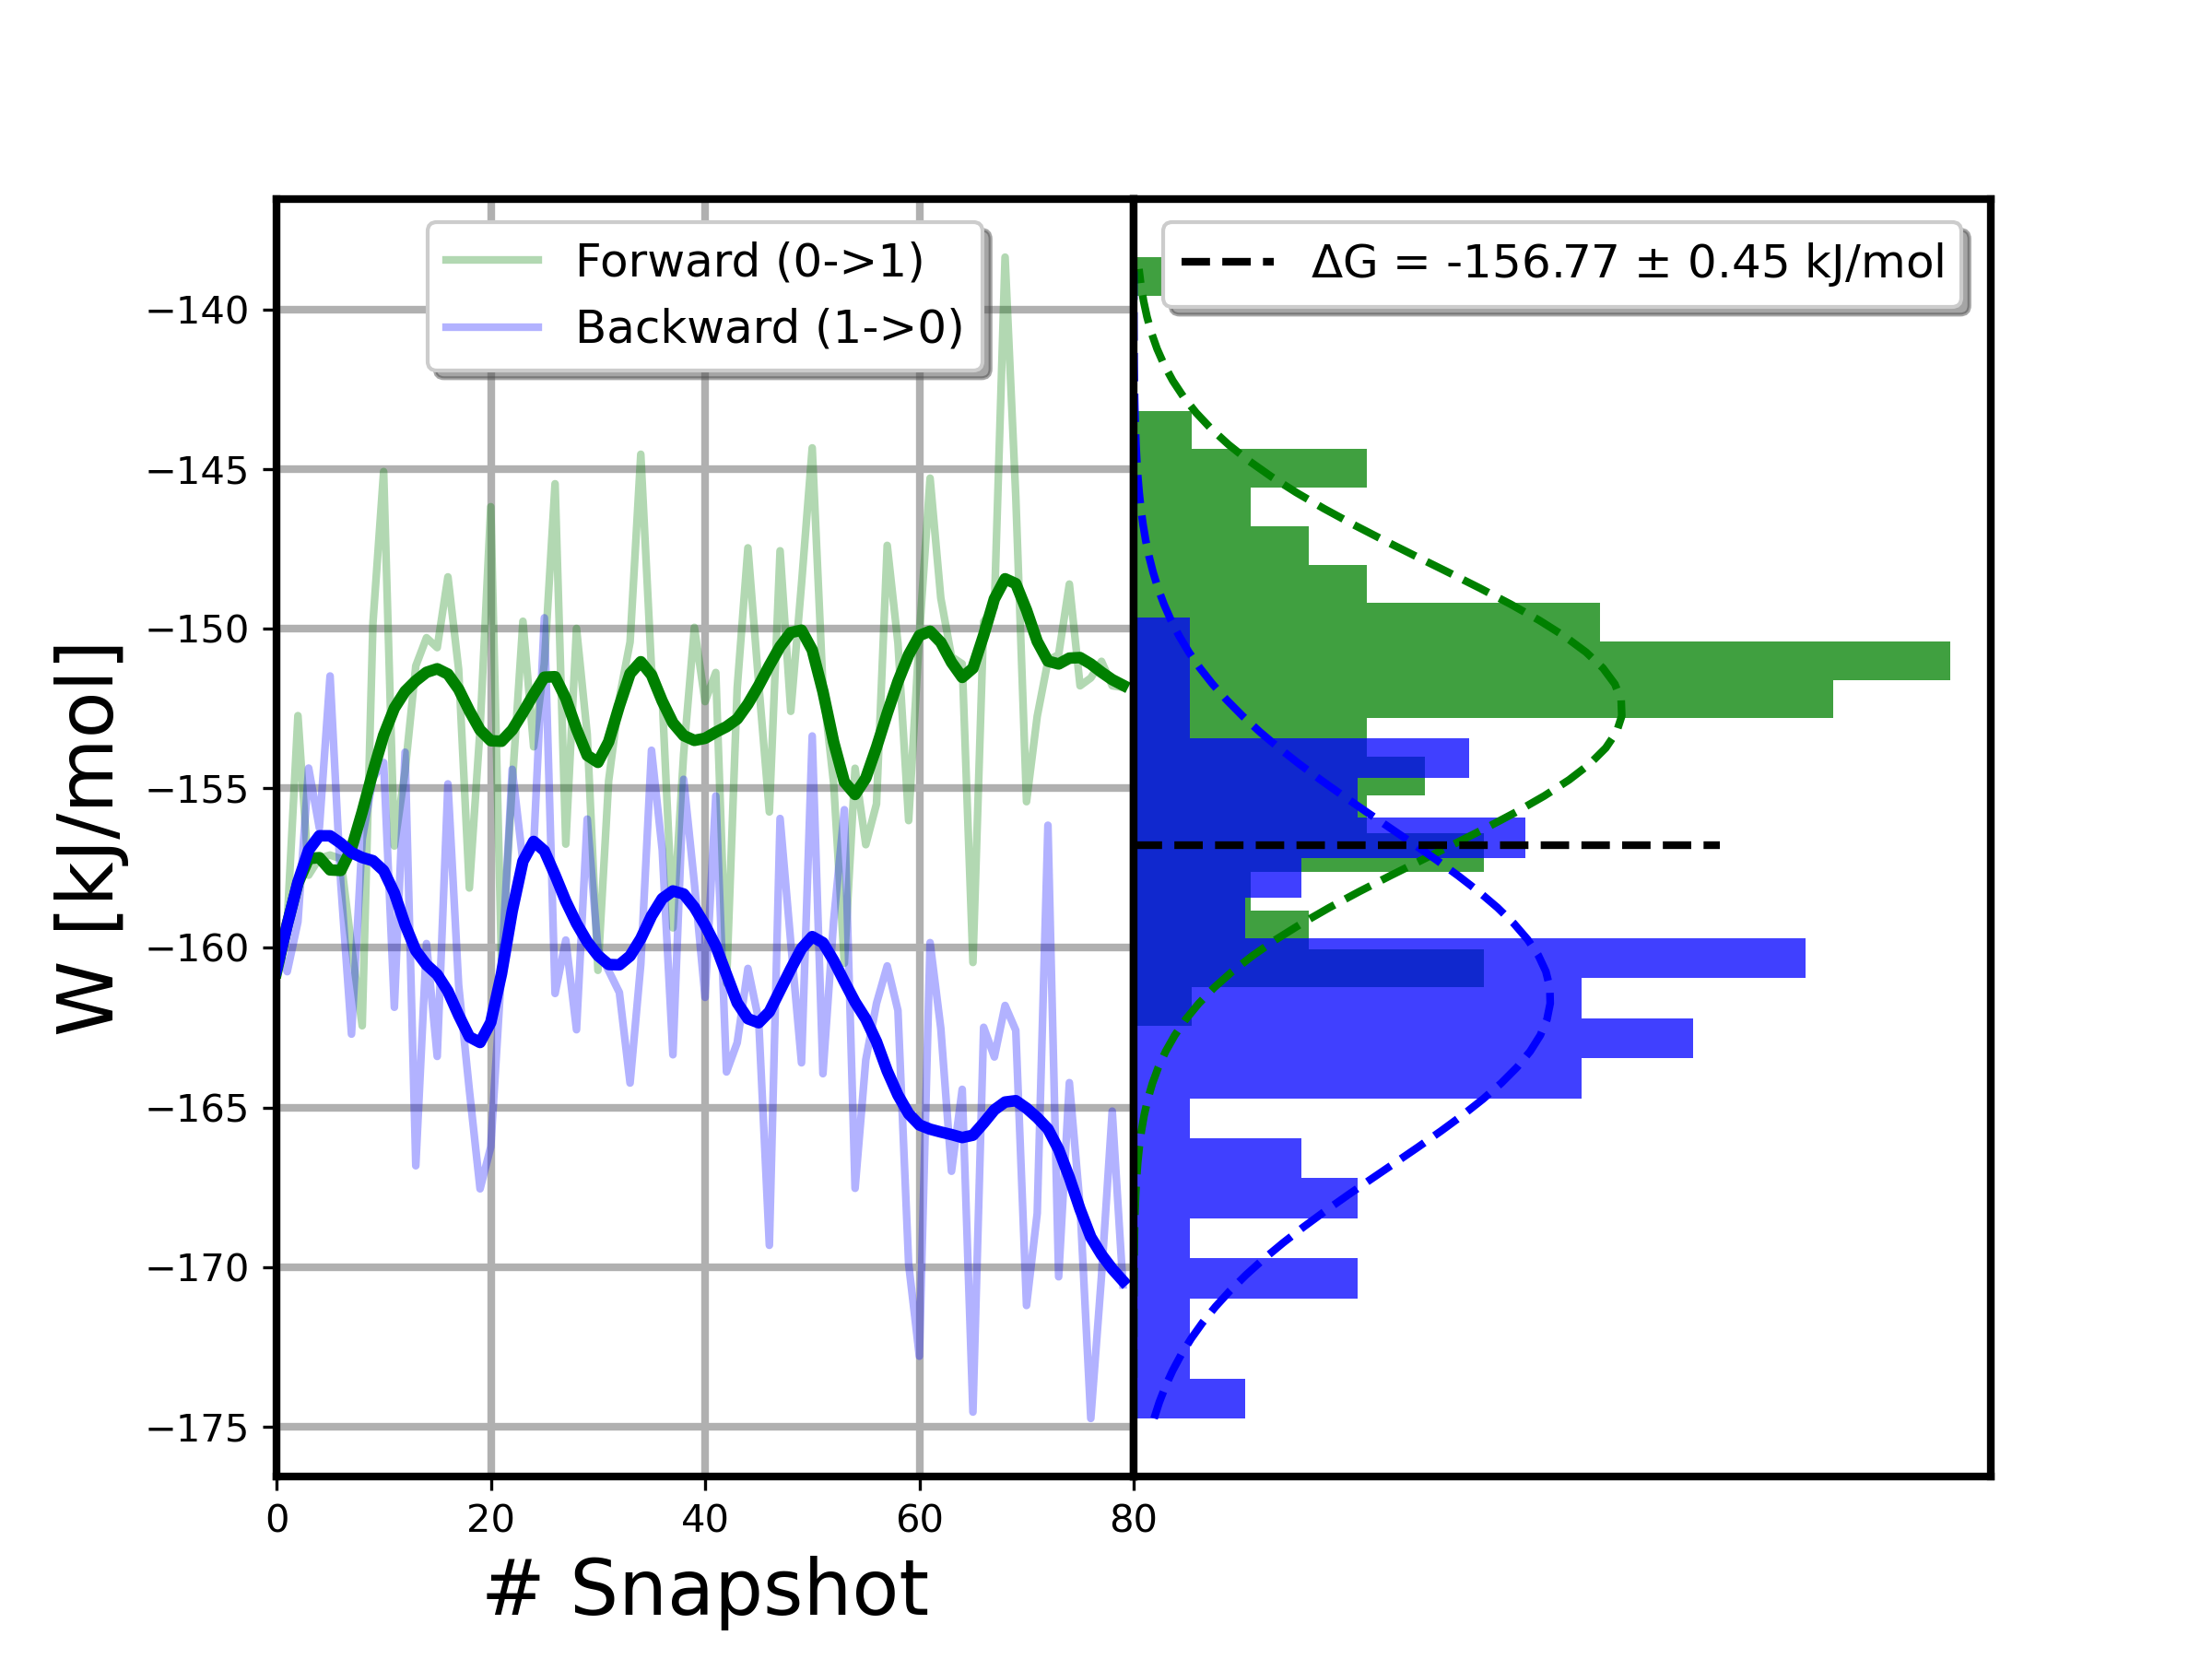 Forward (0->1)
Backward (1->0)
ΔG = -156.77 ± 0.45 kJ/mol
W [kJ/mol]
−140
−145
−150
−155
−160
−165
−170
−175
0 20 40 60 80
# Snapshot